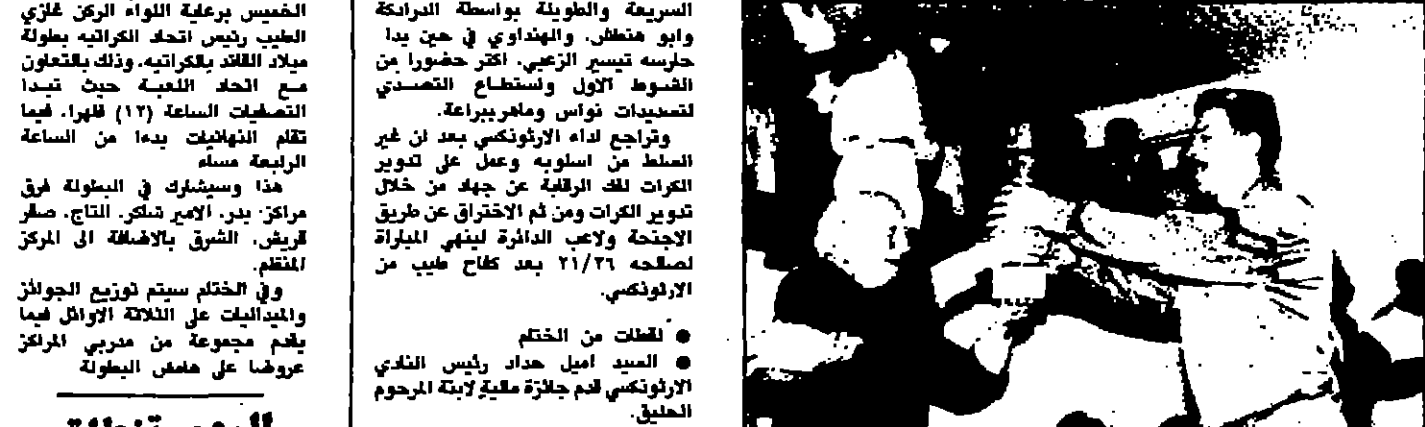 السريعة والطويلة بواسطة الدرابكة
وابو هنطش. والهنداوي في حين بدا
حارسه تيسير الزعبي. اكثر حضورا من
الشوط الاول واستطاع التصدي
لتسديدات نواس وماهر ببراعة.
وتراجع اداء الارثونكسي بعد ان غير
السلط من اسلوبه وعمل على تدوير
الكرات لفك الرقابة عن جهاد من خلال
تدوير الكرات ومن ثم الاختراق عن طريق
الاجنحة ولاعب الدائرة لينهي المباراة
لصالحه ٢١/٢٦ بعد كفاح طيب من
الارثونكسي.
● لقطات من الختام
● السيد اميل حداد رئيس النادي
الارثونكسي قدم جائزة مالية لابنة المرحوم
الحليق.
الخميس برعاية اللواء الركن غازي
الطيب رئيس اتحاد الكراتيه بطولة
ميلاد القائد بالكراتيه. وذلك بالتعاون
مع اتحاد اللعبة حيث تبدا
التصفيات الساعة (١٢) ظهرا. فيما
تقام النهائيات بدءا من الساعة
الرابعة مساء
هذا وسيشارك في البطولة فرق
مراكز. بدر. الامير شاكر. التاج. صقر
قريش. الشرق بالاضافة الى المركز
المنظم.
وفي الختام سيتم توزيع الجوائز
والميداليات على الثلاثة الاوائل فيما
يقدم مجموعة من مدربي المراكز
عروضا على هامش البطولة